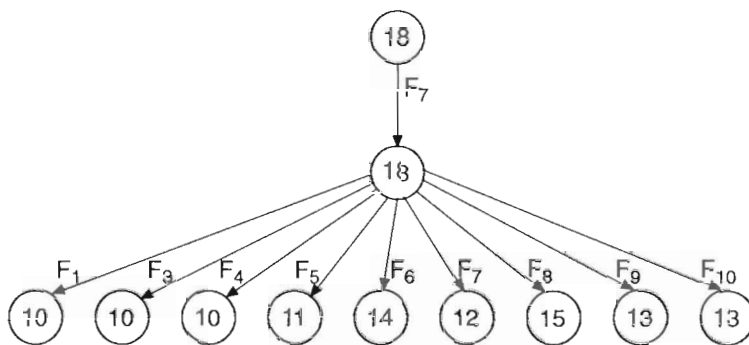 18
F₇
18
F₁ F₃ F₄ F₅ F₆ F₇ F₈ F₉ F₁₀
10 10 10 11 14 12 15 13 13